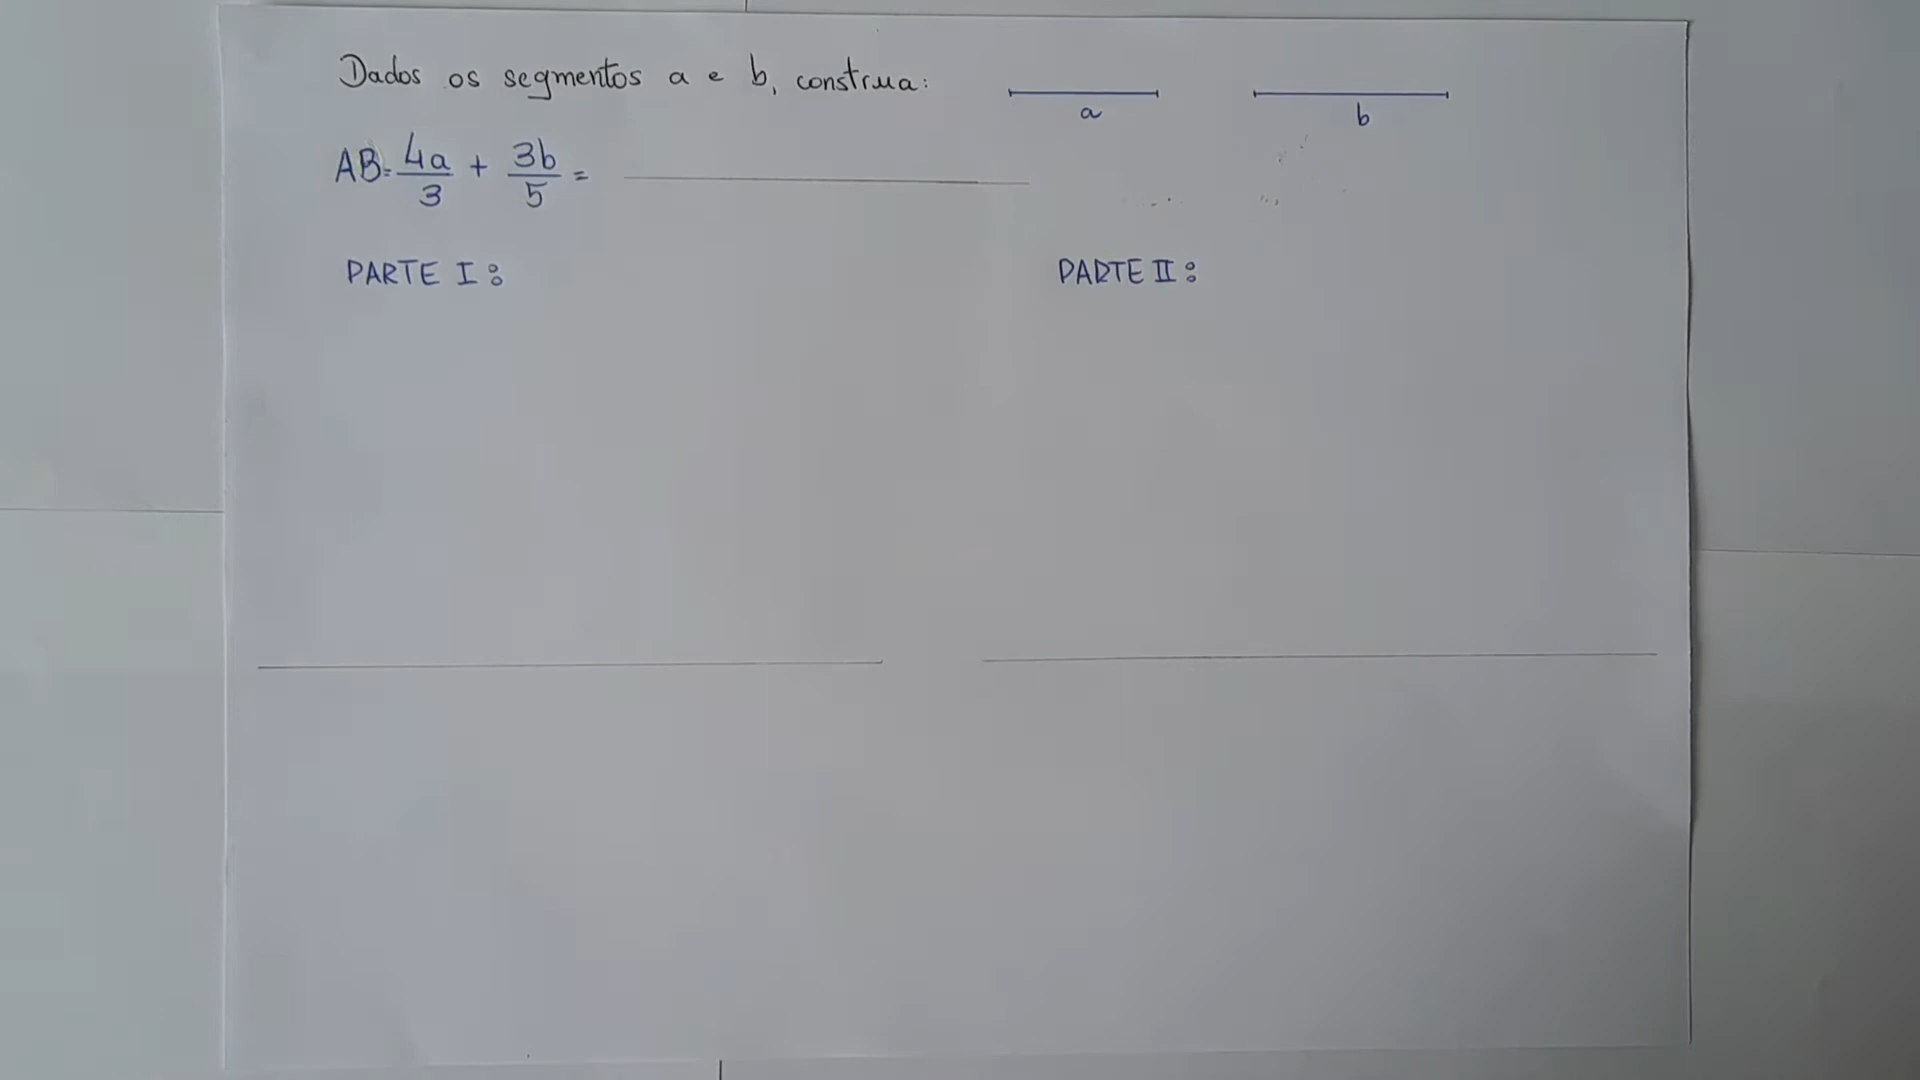 Dados os segmentos a e b, construa:
a
b
AB = 4a/3 + 3b/5 =
PARTE I:
PARTE II: